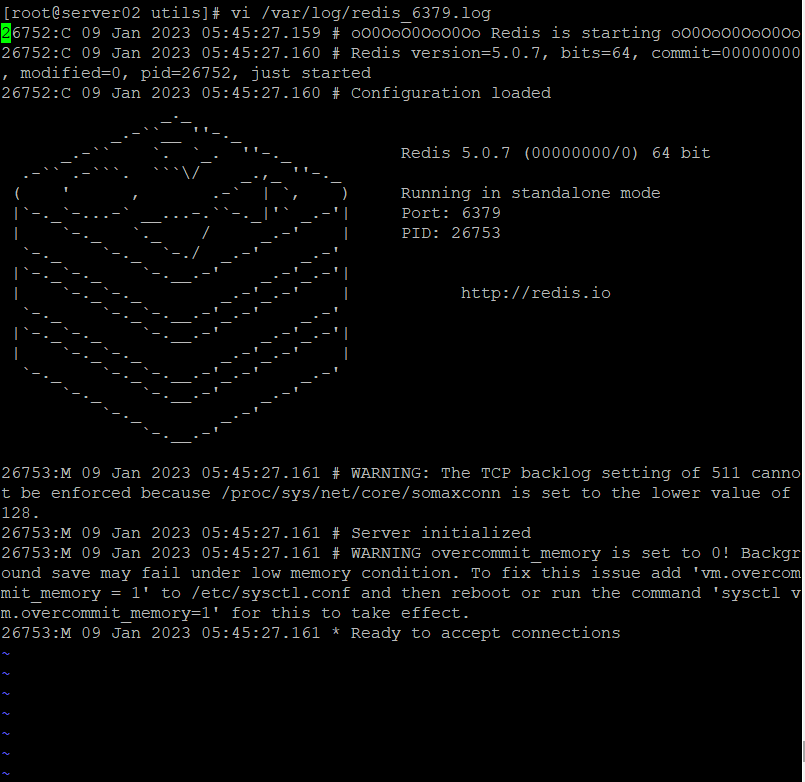 [root@server02 utils]# vi /var/log/redis_6379.log
26752:C 09 Jan 2023 05:45:27.159 # oO0OoO0OoO0Oo Redis is starting oO0OoO0OoO0Oo
26752:C 09 Jan 2023 05:45:27.160 # Redis version=5.0.7, bits=64, commit=00000000
, modified=0, pid=26752, just started
26752:C 09 Jan 2023 05:45:27.160 # Configuration loaded
Redis 5.0.7 (00000000/0) 64 bit
Running in standalone mode
Port: 6379
PID: 26753
http://redis.io
26753:M 09 Jan 2023 05:45:27.161 # WARNING: The TCP backlog setting of 511 canno
t be enforced because /proc/sys/net/core/somaxconn is set to the lower value of
128.
26753:M 09 Jan 2023 05:45:27.161 # Server initialized
26753:M 09 Jan 2023 05:45:27.161 # WARNING overcommit_memory is set to 0! Backgr
ound save may fail under low memory condition. To fix this issue add 'vm.overcom
mit_memory = 1' to /etc/sysctl.conf and then reboot or run the command 'sysctl v
m.overcommit_memory=1' for this to take effect.
26753:M 09 Jan 2023 05:45:27.161 * Ready to accept connections
~
~
~
~
~
~
~